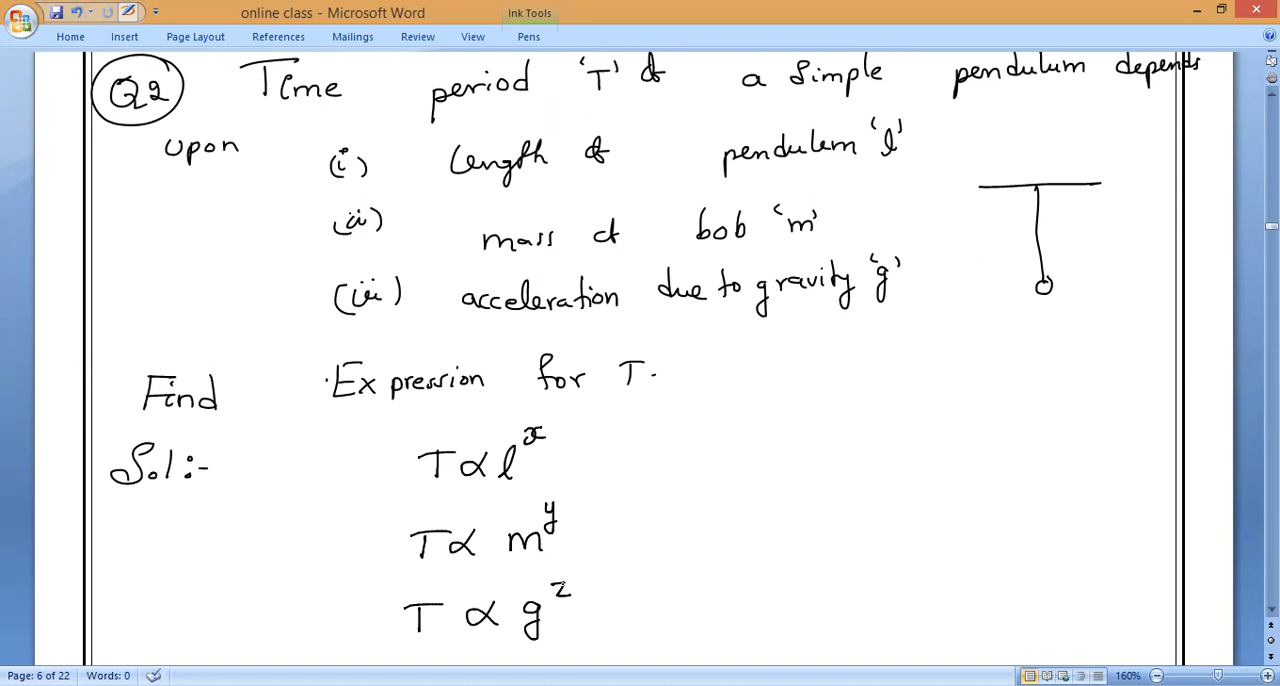 online class - Microsoft Word
Ink Tools
Home Insert Page Layout References Mailings Review View Pens
Q2 Time period 'T' of a simple pendulum depends
upon (i) length of pendulum 'l'
(ii) mass of bob 'm'
(iii) acceleration due to gravity 'g'
Find Expression for T.
Sol:- T ∝ l^x
T ∝ m^y
T ∝ g^z
Page: 6 of 22 Words: 0 160%